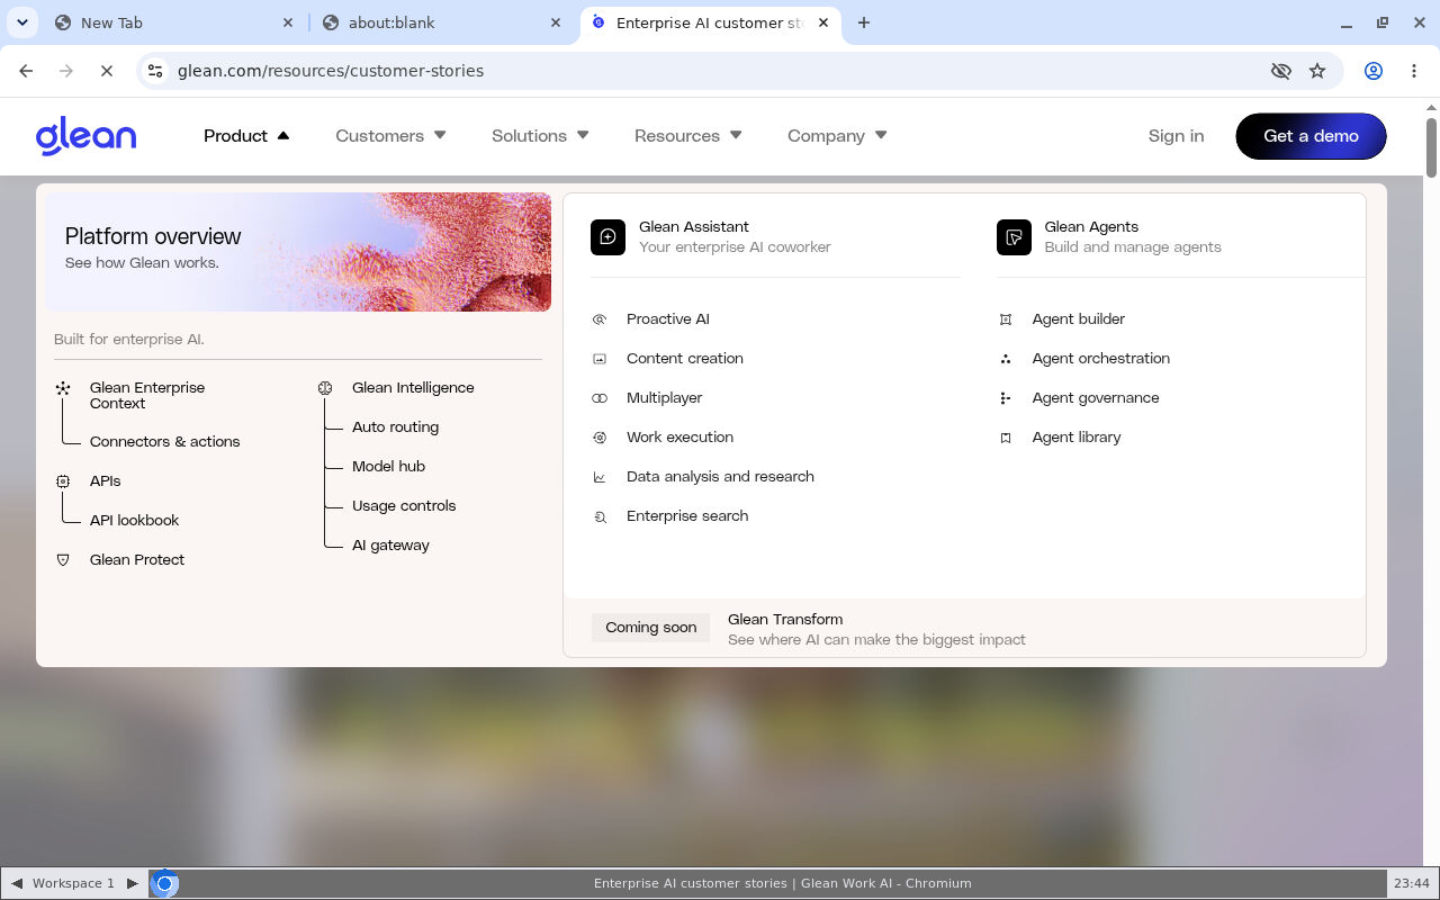 New Tab
about:blank
Enterprise AI customer st
glean.com/resources/customer-stories
glean
Product
Customers
Solutions
Resources
Company
Sign in
Get a demo
Platform overview
See how Glean works.
Built for enterprise AI.
Glean Enterprise
Context
Connectors & actions
APIs
API lookbook
Glean Protect
Glean Intelligence
Auto routing
Model hub
Usage controls
AI gateway
Glean Assistant
Your enterprise AI coworker
Proactive AI
Content creation
Multiplayer
Work execution
Data analysis and research
Enterprise search
Glean Agents
Build and manage agents
Agent builder
Agent orchestration
Agent governance
Agent library
Coming soon
Glean Transform
See where AI can make the biggest impact
Workspace 1
Enterprise AI customer stories | Glean Work AI - Chromium
23:44